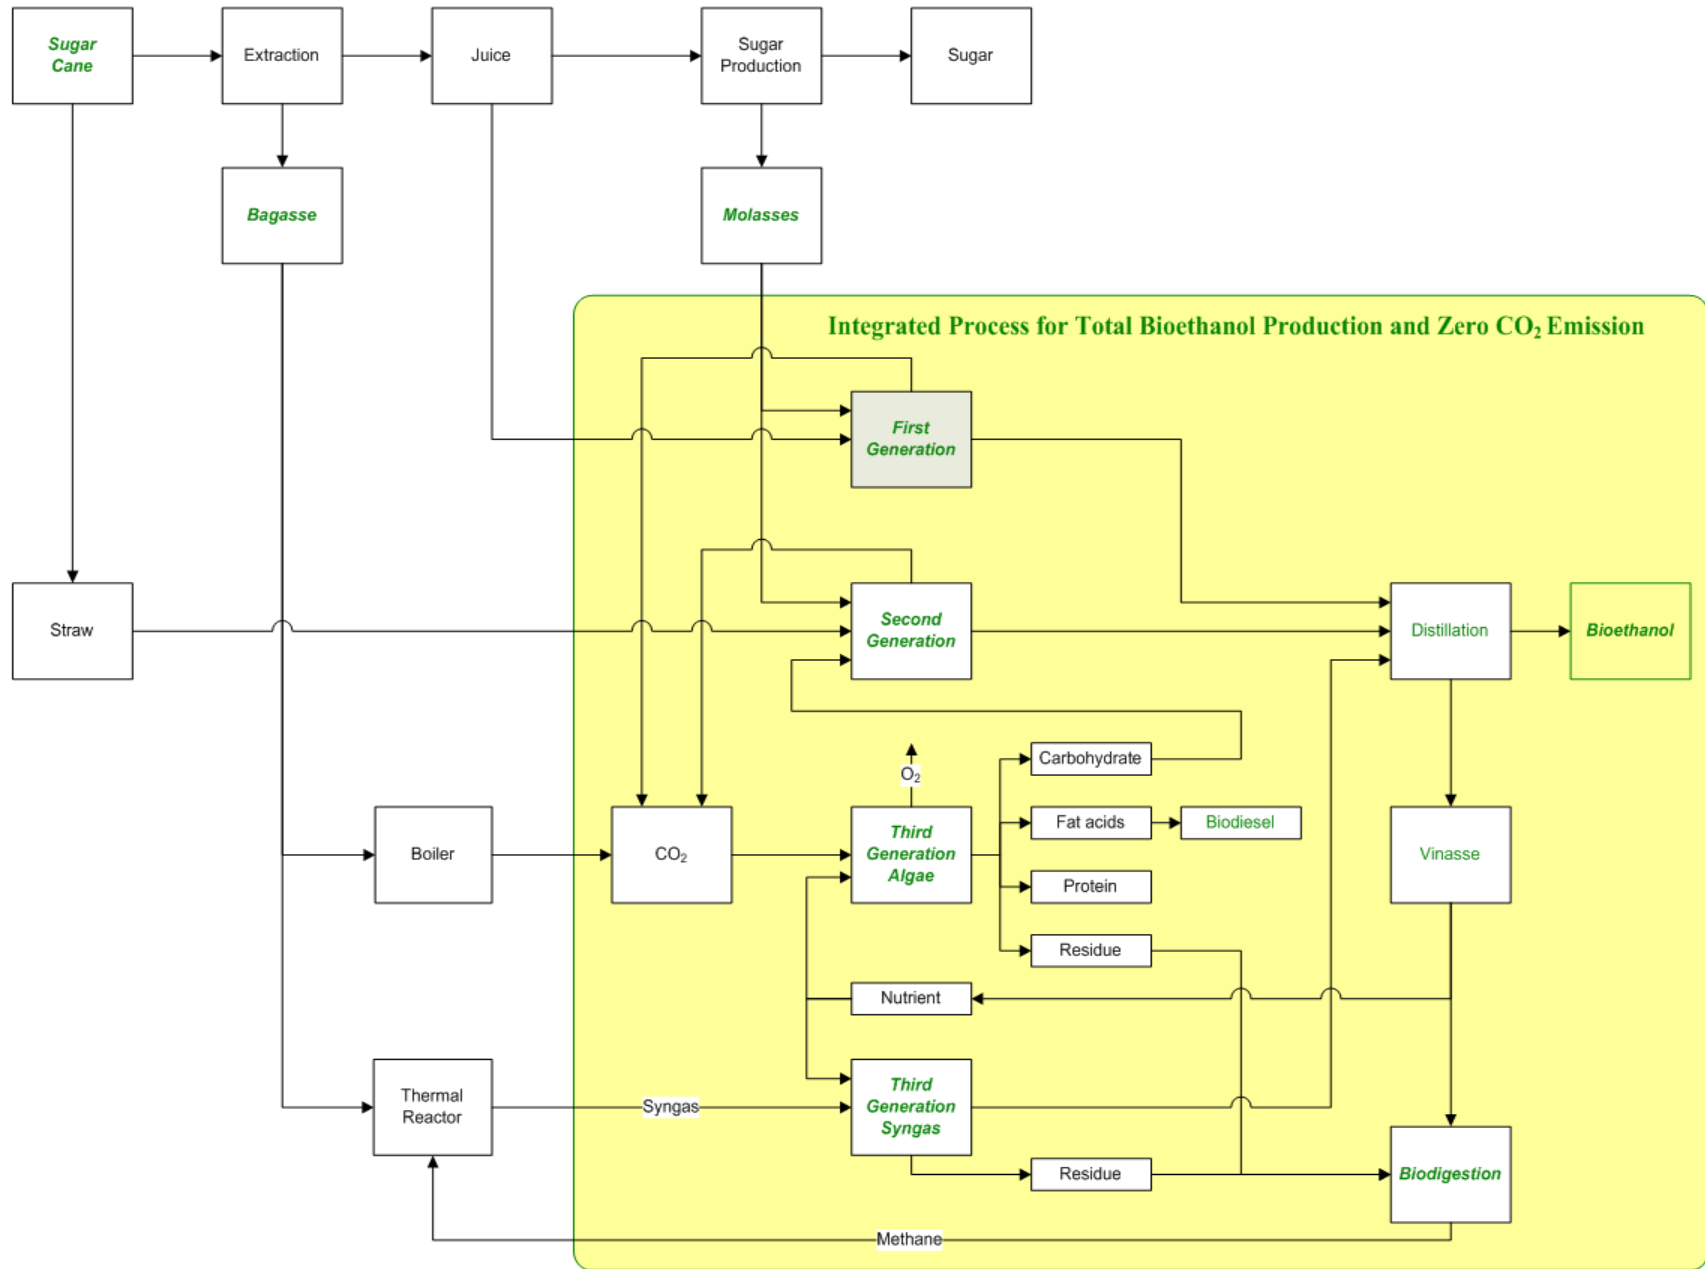 Sugar
Cane
Extraction
Juice
Sugar
Production
Sugar
Bagasse
Molasses
Integrated Process for Total Bioethanol Production and Zero CO₂ Emission
First
Generation
Straw
Second
Generation
Distillation
Bioethanol
Carbohydrate
O₂
Boiler
CO₂
Third
Generation
Algae
Fat acids
Biodiesel
Vinasse
Protein
Residue
Nutrient
Thermal
Reactor
Syngas
Third
Generation
Syngas
Residue
Biodigestion
Methane